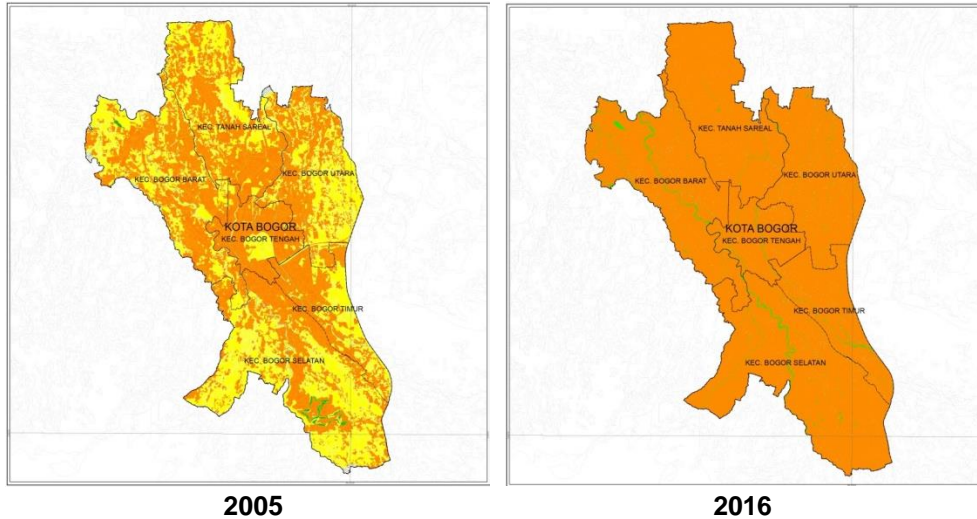 KEC. TANAH SAREAL
KEC. BOGOR UTARA
KEC. BOGOR BARAT
KOTA BOGOR
KEC. BOGOR TENGAH
KEC. BOGOR TIMUR
KEC. BOGOR SELATAN
2005
KEC. TANAH SAREAL
KEC. BOGOR UTARA
KEC. BOGOR BARAT
KOTA BOGOR
KEC. BOGOR TENGAH
KEC. BOGOR TIMUR
KEC. BOGOR SELATAN
2016